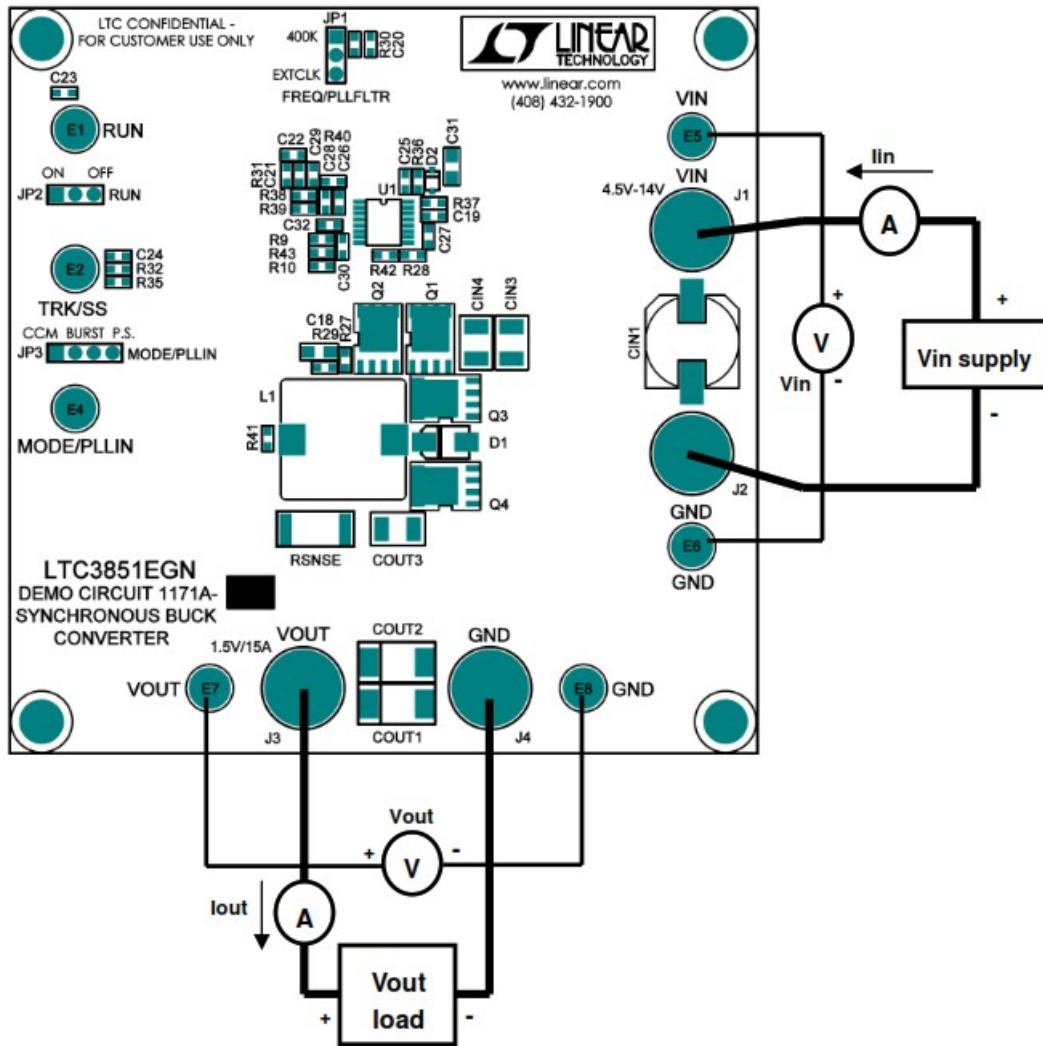 LTC CONFIDENTIAL -
FOR CUSTOMER USE ONLY
JP1
400K
EXTCLK
R30
C20
FREQ/PLLFLTR
LINEAR
TECHNOLOGY
www.linear.com
(408) 432-1900
C23
E1 RUN
ON OFF
JP2 RUN
E2
TRK/SS
C24
R32
R35
CCM BURST P.S.
JP3 MODE/PLLIN
E4
MODE/PLLIN
C22
C29
R40
R31
C21
C28
C26
R38
R39
C32
R9
R43
R10
C30
U1
C25
R36
D2
C31
R37
C19
C27
R42 R28
Q2
Q1
CIN4
CIN3
C18
R29
R27
L1
R41
Q3
D1
Q4
RSNSE
COUT3
VIN
E5
VIN
4.5V-14V
J1
CIN1
J2
GND
E6
GND
Iin
A
+
V
Vin
-
+
Vin supply
-
LTC3851EGN
DEMO CIRCUIT 1171A-
SYNCHRONOUS BUCK
CONVERTER
1.5V/15A
VOUT
COUT2
GND
VOUT E7
E8 GND
J3
COUT1
J4
Vout
+ V -
Iout
A
Vout
load
+ -